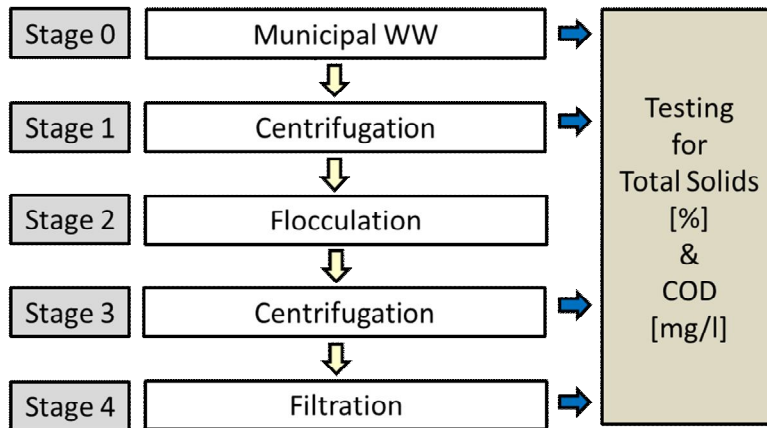 Stage 0
Municipal WW
Stage 1
Centrifugation
Stage 2
Flocculation
Stage 3
Centrifugation
Stage 4
Filtration
Testing
for
Total Solids
[%]
&
COD
[mg/l]